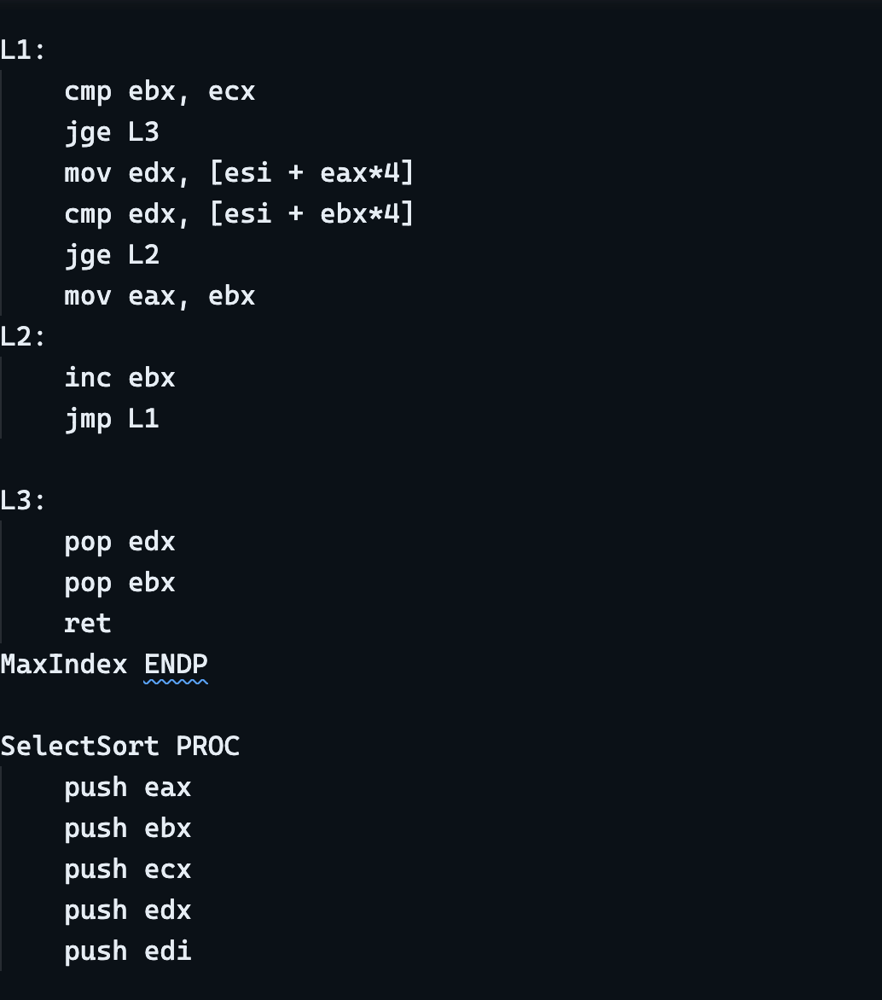 L1:
    cmp ebx, ecx
    jge L3
    mov edx, [esi + eax*4]
    cmp edx, [esi + ebx*4]
    jge L2
    mov eax, ebx
L2:
    inc ebx
    jmp L1

L3:
    pop edx
    pop ebx
    ret
MaxIndex ENDP

SelectSort PROC
    push eax
    push ebx
    push ecx
    push edx
    push edi